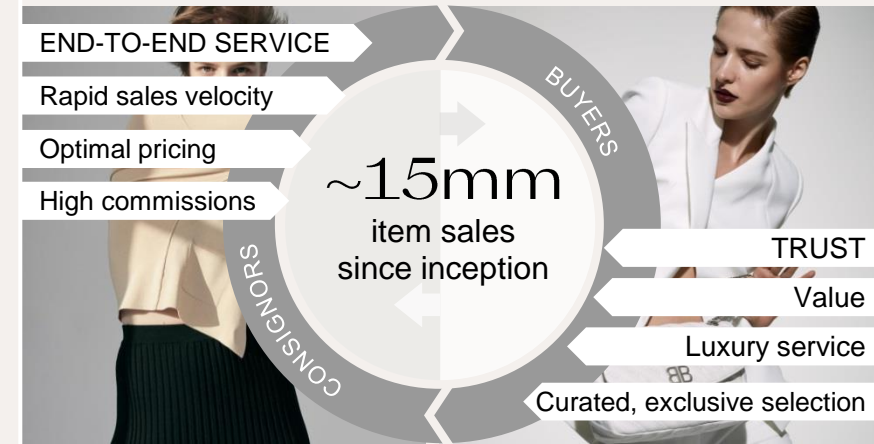 END-TO-END SERVICE
Rapid sales velocity
Optimal pricing
High commissions
CONSIGNORS
~15mm
item sales
since inception
BUYERS
TRUST
Value
Luxury service
Curated, exclusive selection